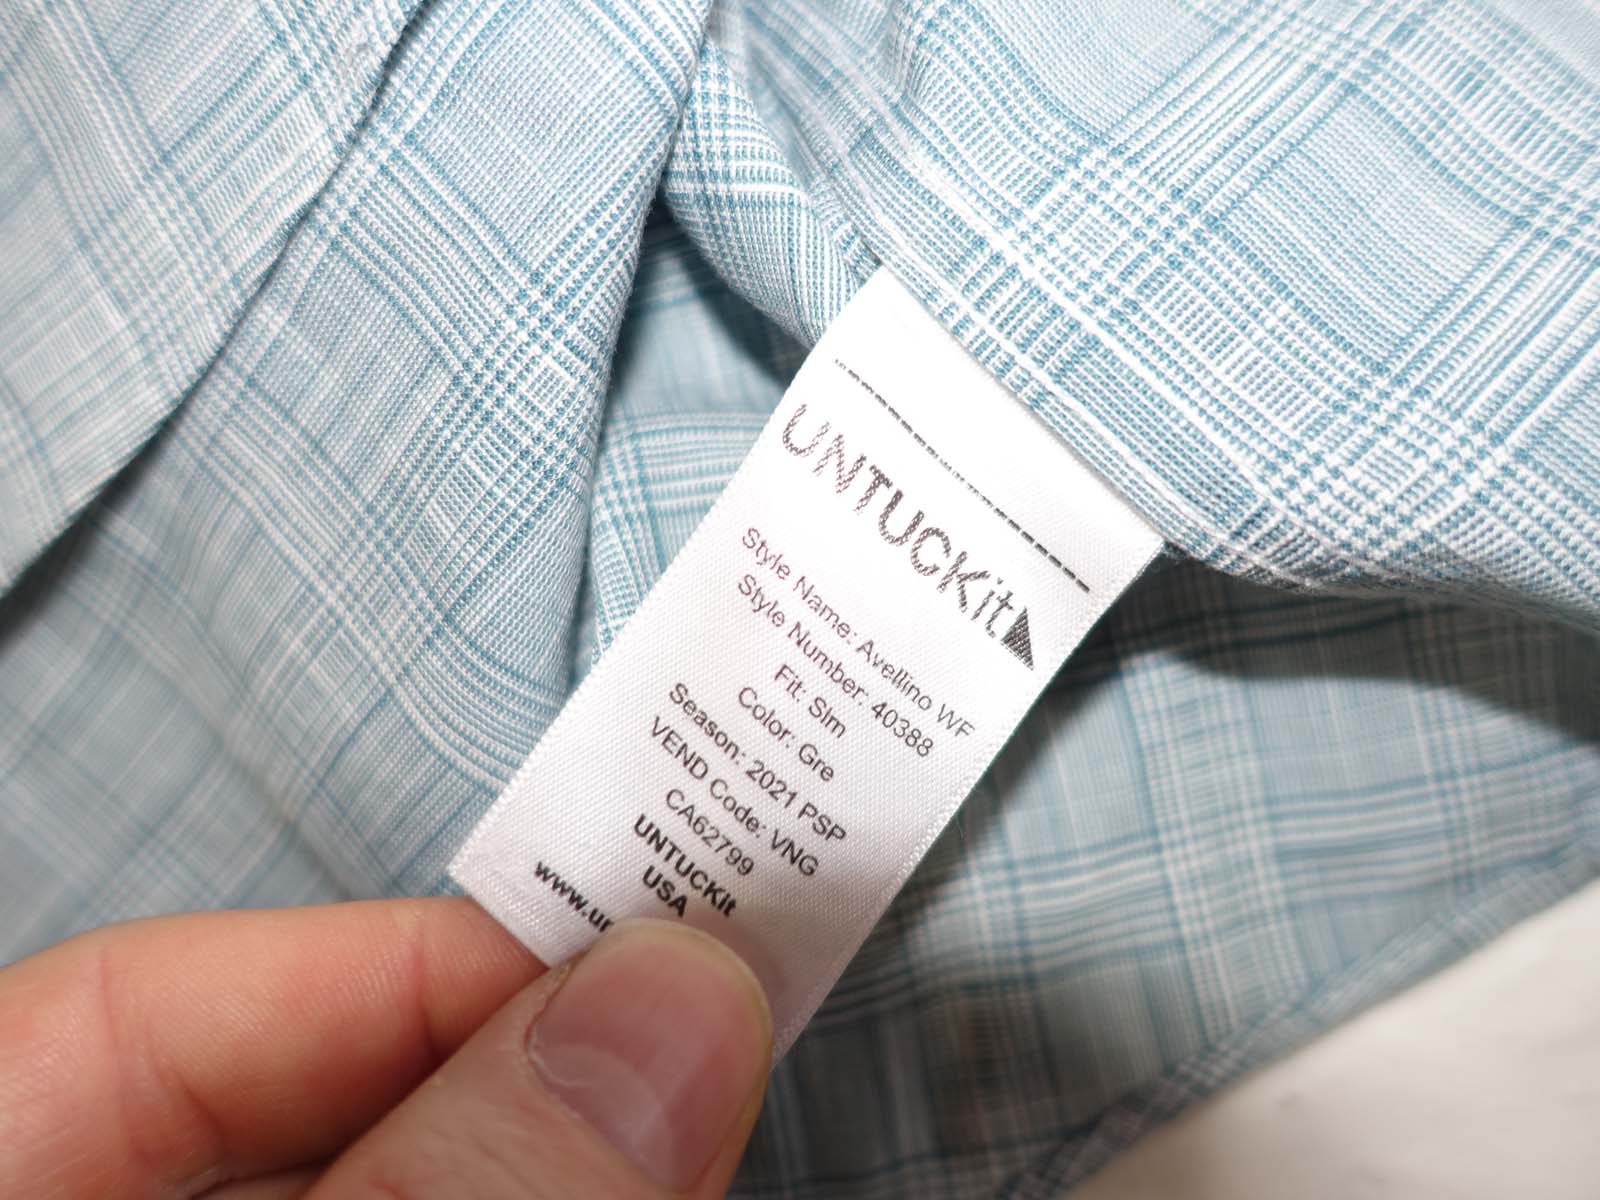 UNTUCKit
Style Name: Avellino WF
Style Number: 40388
Fit: Slm
Color: Gre
Season: 2021 PSP
VEND Code: VNG
CA62799
UNTUCKit
USA